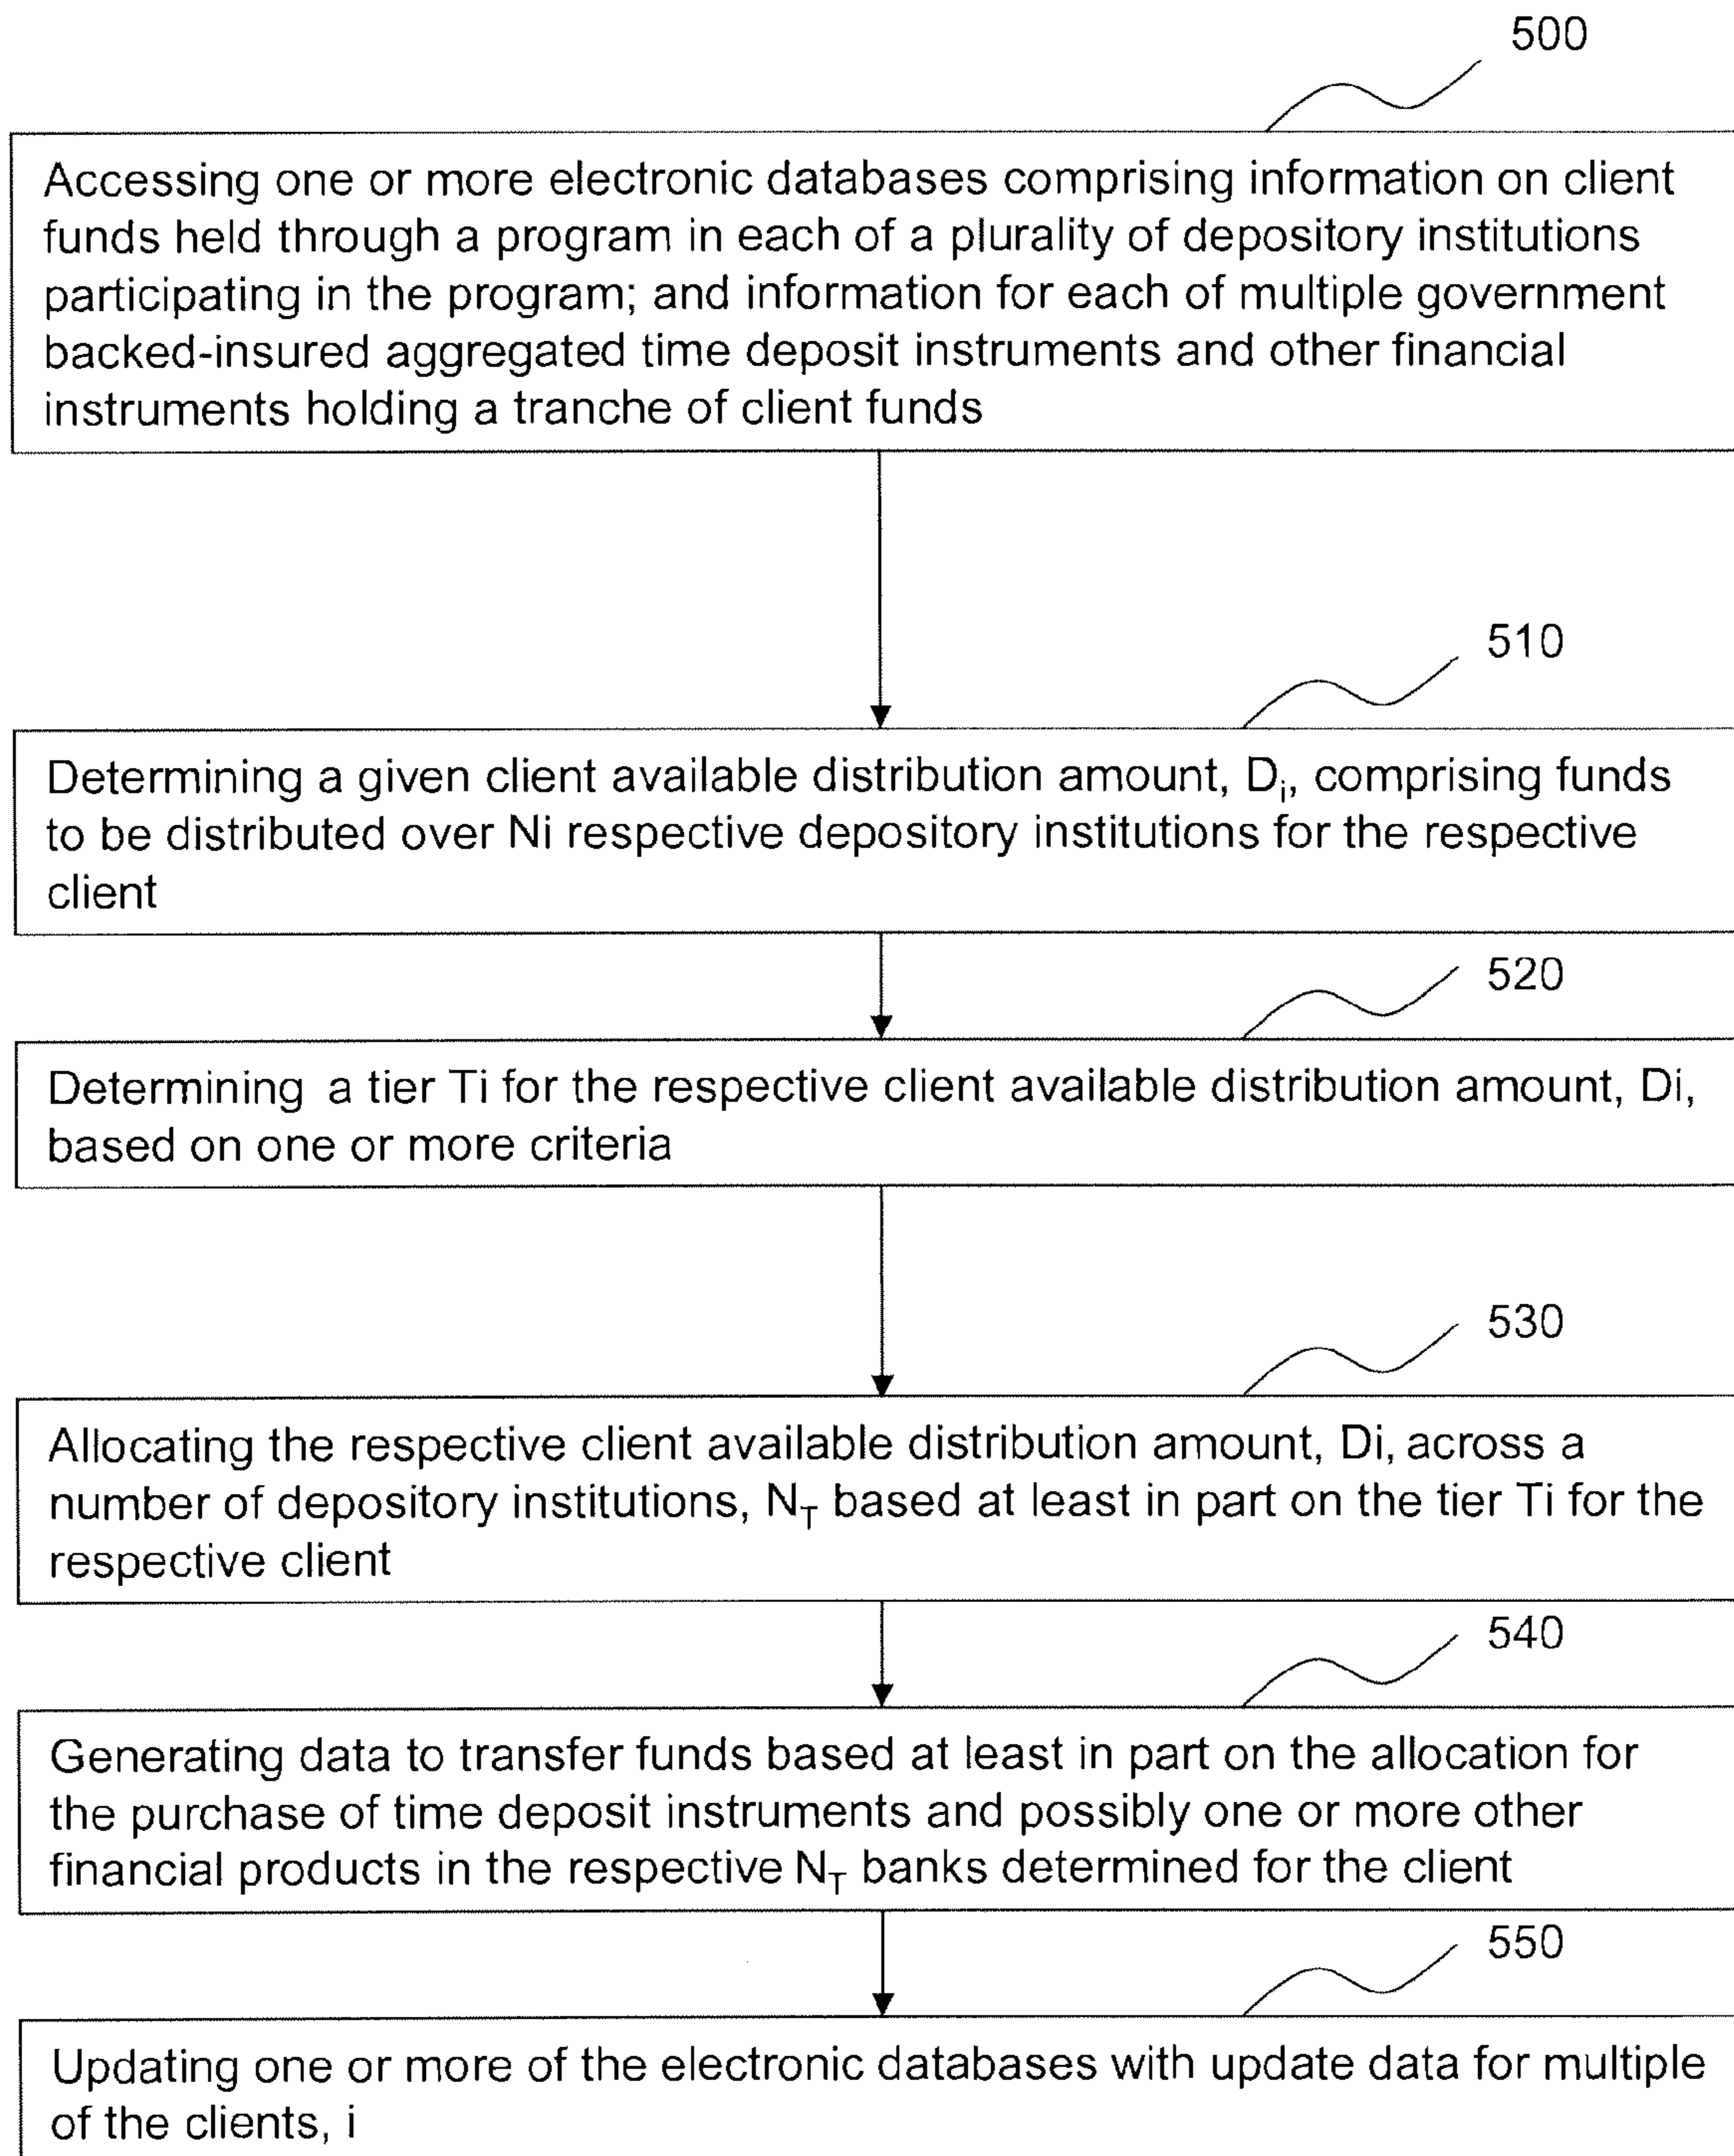 500
Accessing one or more electronic databases comprising information on client
funds held through a program in each of a plurality of depository institutions
participating in the program; and information for each of multiple government
backed-insured aggregated time deposit instruments and other financial
instruments holding a tranche of client funds
510
Determining a given client available distribution amount, Di, comprising funds
to be distributed over Ni respective depository institutions for the respective
client
520
Determining a tier Ti for the respective client available distribution amount, Di,
based on one or more criteria
530
Allocating the respective client available distribution amount, Di, across a
number of depository institutions, NT based at least in part on the tier Ti for the
respective client
540
Generating data to transfer funds based at least in part on the allocation for
the purchase of time deposit instruments and possibly one or more other
financial products in the respective NT banks determined for the client
550
Updating one or more of the electronic databases with update data for multiple
of the clients, i